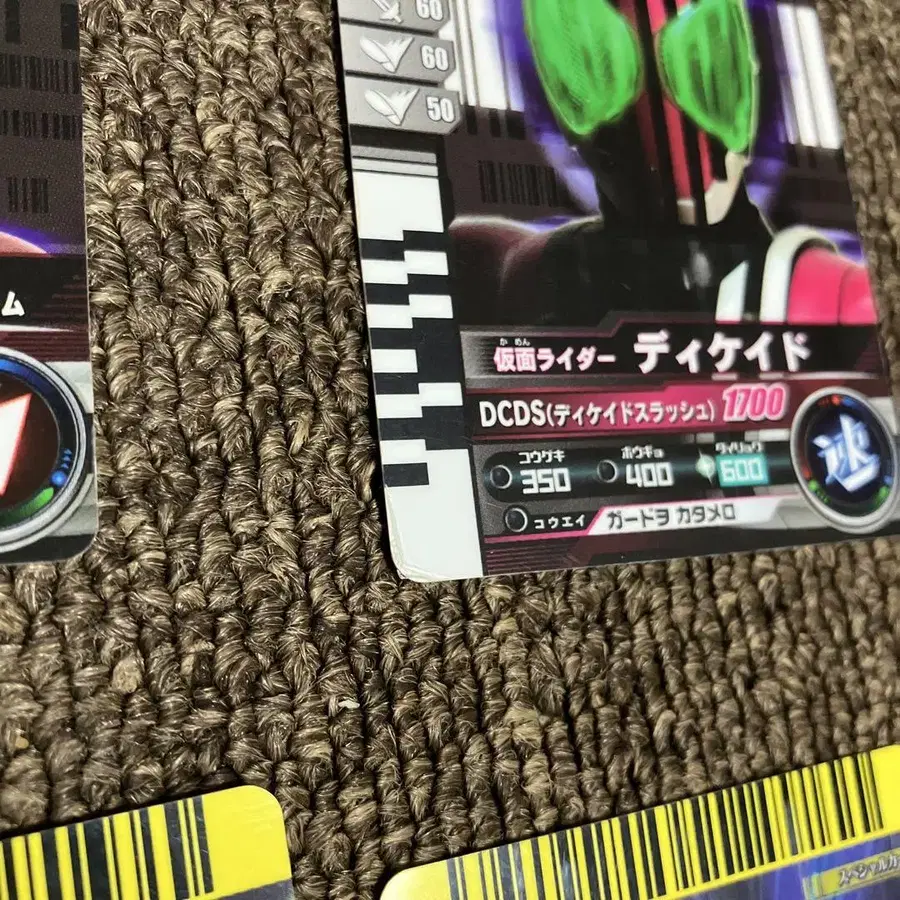 60
60
50
ム
かめん
仮面ライダー ディケイド
DCDS(ディケイドスラッシュ) 1700
コウゲキ 350
ボウギョ 400
タイリョク 600
速
コウエイ ガードヲ カタメロ